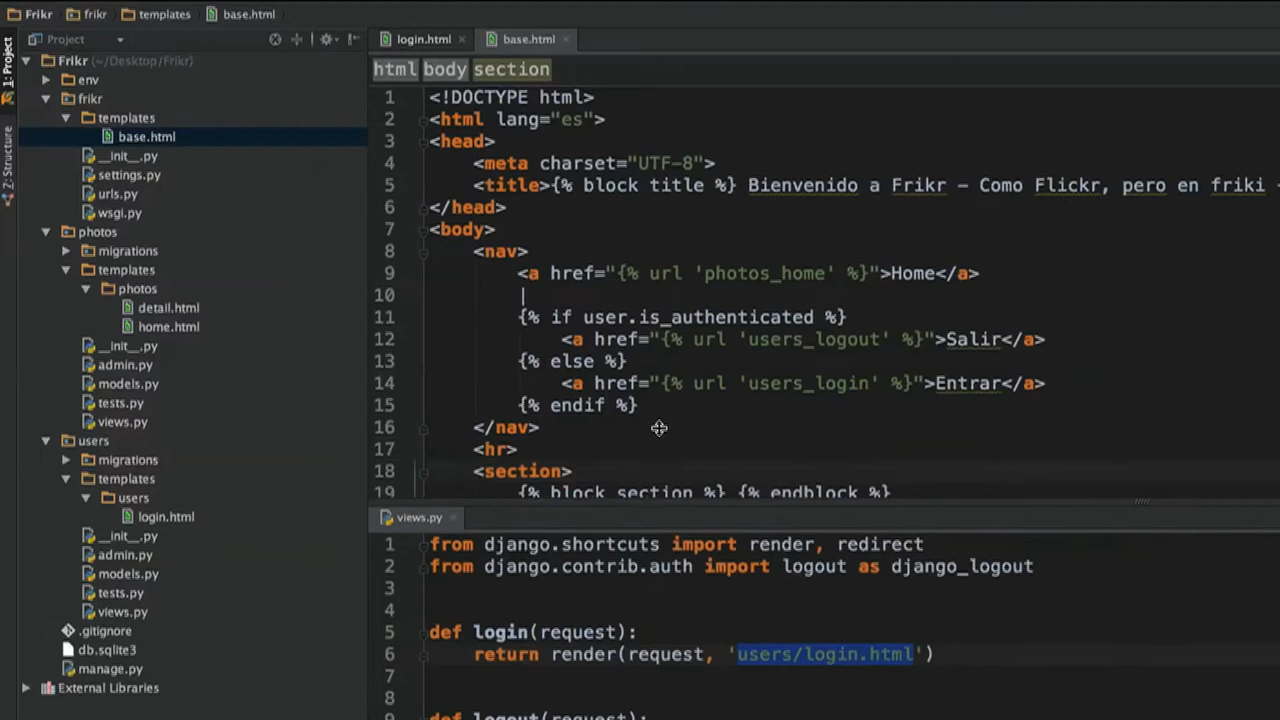 Frikr frikr templates base.html
1: Project
Z: Structure
Project
Frikr (~/Desktop/Frikr)
env
frikr
templates
base.html
__init__.py
settings.py
urls.py
wsgi.py
photos
migrations
templates
photos
detail.html
home.html
__init__.py
admin.py
models.py
tests.py
views.py
users
migrations
templates
users
login.html
__init__.py
admin.py
models.py
tests.py
views.py
.gitignore
db.sqlite3
manage.py
External Libraries
login.html base.html
html body section
1 <!DOCTYPE html>
2 <html lang="es">
3 <head>
4 <meta charset="UTF-8">
5 <title>{% block title %} Bienvenido a Frikr - Como Flickr, pero en friki -
6 </head>
7 <body>
8 <nav>
9 <a href="{% url 'photos_home' %}">Home</a>
10 |
11 {% if user.is_authenticated %}
12 <a href="{% url 'users_logout' %}">Salir</a>
13 {% else %}
14 <a href="{% url 'users_login' %}">Entrar</a>
15 {% endif %}
16 </nav>
17 <hr>
18 <section>
19 {% block section %} {% endblock %}
views.py
1 from django.shortcuts import render, redirect
2 from django.contrib.auth import logout as django_logout
3
4
5 def login(request):
6 return render(request, 'users/login.html')
7
8
9 def logout(request):